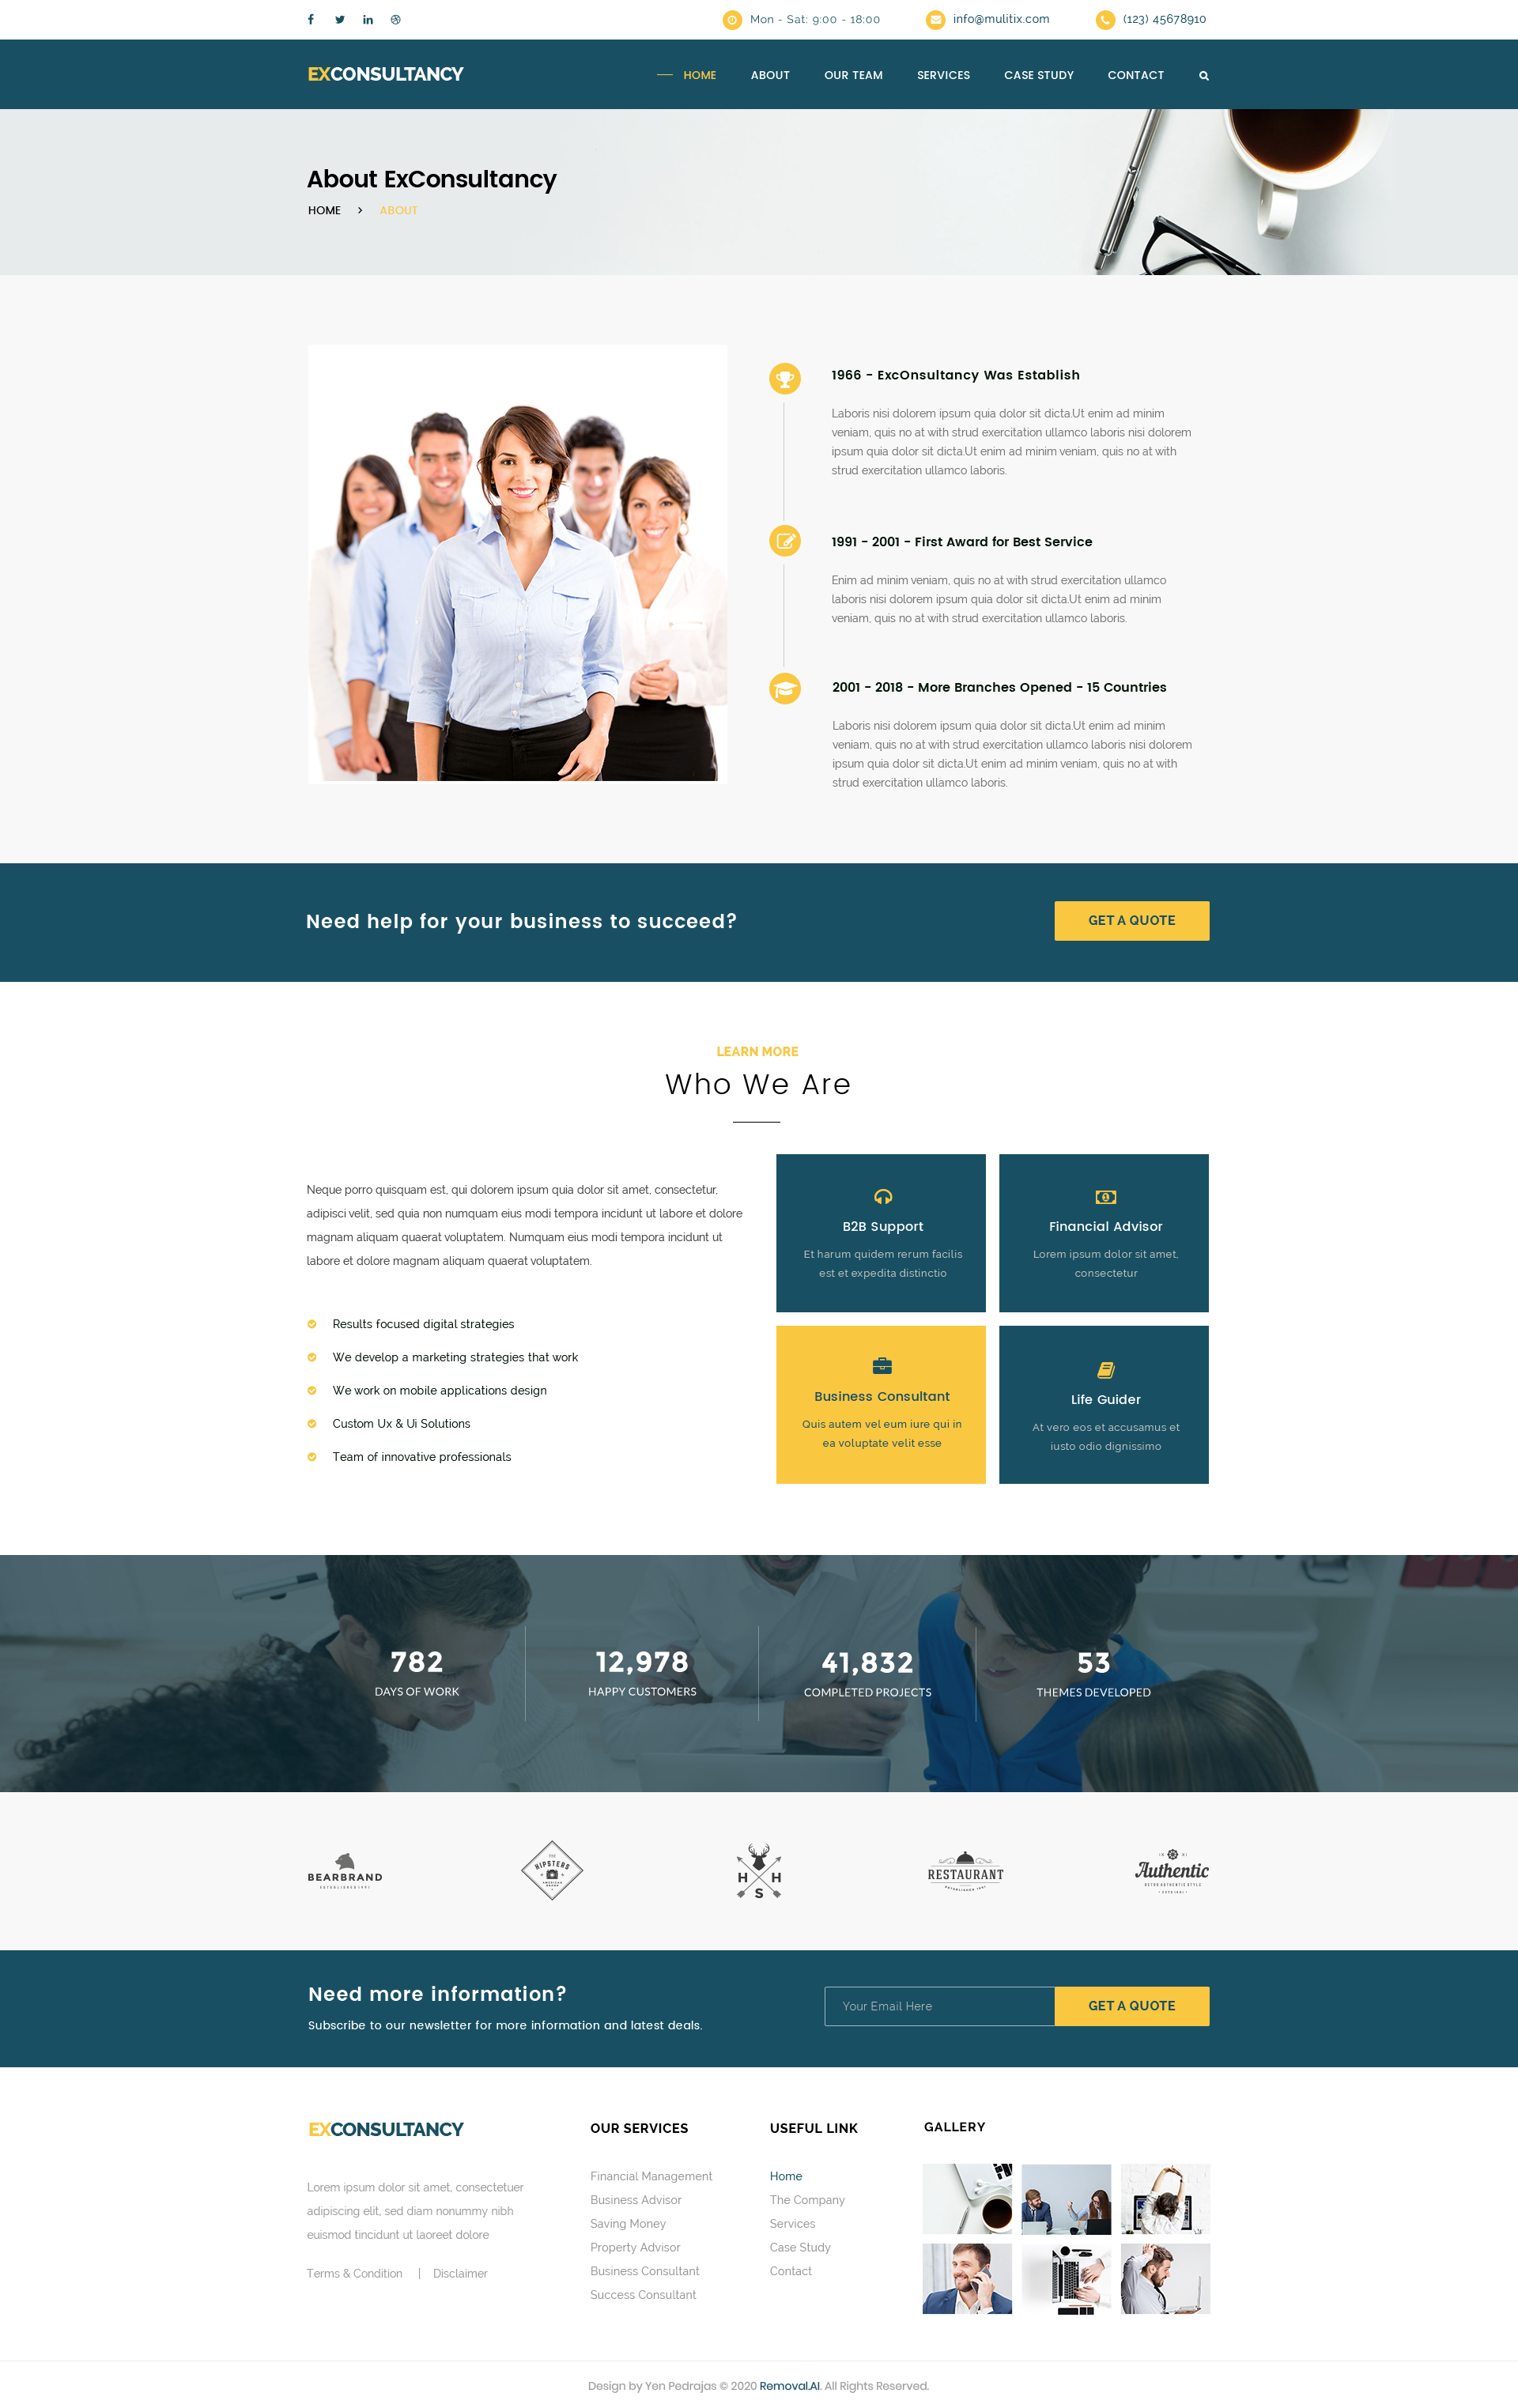 Mon - Sat: 9:00 - 18:00
info@mulitix.com
(123) 45678910
EXCONSULTANCY
HOME
ABOUT
OUR TEAM
SERVICES
CASE STUDY
CONTACT
About ExConsultancy
HOME > ABOUT
1966 - ExcOnsultancy Was Establish
Laboris nisi dolorem ipsum quia dolor sit dicta.Ut enim ad minim
veniam, quis no at with strud exercitation ullamco laboris nisi dolorem
ipsum quia dolor sit dicta.Ut enim ad minim veniam, quis no at with
strud exercitation ullamco laboris.
1991 - 2001 - First Award for Best Service
Enim ad minim veniam, quis no at with strud exercitation ullamco
laboris nisi dolorem ipsum quia dolor sit dicta.Ut enim ad minim
veniam, quis no at with strud exercitation ullamco laboris.
2001 - 2018 - More Branches Opened - 15 Countries
Laboris nisi dolorem ipsum quia dolor sit dicta.Ut enim ad minim
veniam, quis no at with strud exercitation ullamco laboris nisi dolorem
ipsum quia dolor sit dicta.Ut enim ad minim veniam, quis no at with
strud exercitation ullamco laboris.
Need help for your business to succeed?
GET A QUOTE
LEARN MORE
Who We Are
Neque porro quisquam est, qui dolorem ipsum quia dolor sit amet, consectetur,
adipisci velit, sed quia non numquam eius modi tempora incidunt ut labore et dolore
magnam aliquam quaerat voluptatem. Numquam eius modi tempora incidunt ut
labore et dolore magnam aliquam quaerat voluptatem.
Results focused digital strategies
We develop a marketing strategies that work
We work on mobile applications design
Custom Ux & Ui Solutions
Team of innovative professionals
B2B Support
Et harum quidem rerum facilis
est et expedita distinctio
Financial Advisor
Lorem ipsum dolor sit amet,
consectetur
Business Consultant
Quis autem vel eum iure qui in
ea voluptate velit esse
Life Guider
At vero eos et accusamus et
iusto odio dignissimo
782
DAYS OF WORK
12,978
HAPPY CUSTOMERS
41,832
COMPLETED PROJECTS
53
THEMES DEVELOPED
BEARBRAND
ESTABLISHED 1991
THE
HIPSTERS
AMERICAN
BRAND
H H
S
RESTAURANT
ESTABLISHED 1991
Authentic
RETRO AUTHENTIC STYLE
Need more information?
Subscribe to our newsletter for more information and latest deals.
Your Email Here
GET A QUOTE
EXCONSULTANCY
Lorem ipsum dolor sit amet, consectetuer
adipiscing elit, sed diam nonummy nibh
euismod tincidunt ut laoreet dolore
Terms & Condition | Disclaimer
OUR SERVICES
Financial Management
Business Advisor
Saving Money
Property Advisor
Business Consultant
Success Consultant
USEFUL LINK
Home
The Company
Services
Case Study
Contact
GALLERY
Design by Yen Pedrajas © 2020 Removal.AI. All Rights Reserved.